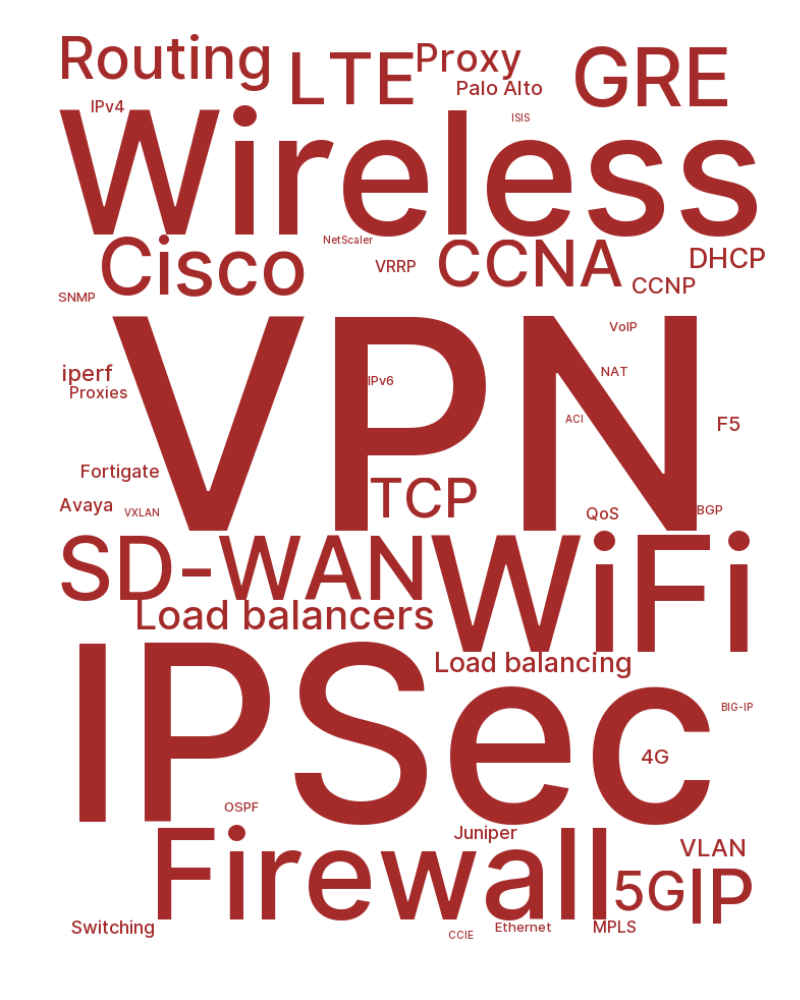 Routing
LTE
Proxy
GRE
Palo Alto
IPv4
ISIS
Wireless
NetScaler
Cisco
VRRP
CCNA
DHCP
CCNP
SNMP
VPN
VoIP
iperf
NAT
IPv6
Proxies
ACI
F5
Fortigate
TCP
Avaya
VXLAN
QoS
BGP
SD-WAN
WiFi
Load balancers
Load balancing
IPSec
BIG-IP
4G
OSPF
Firewall
Juniper
VLAN
5G
IP
Switching
CCIE
Ethernet
MPLS